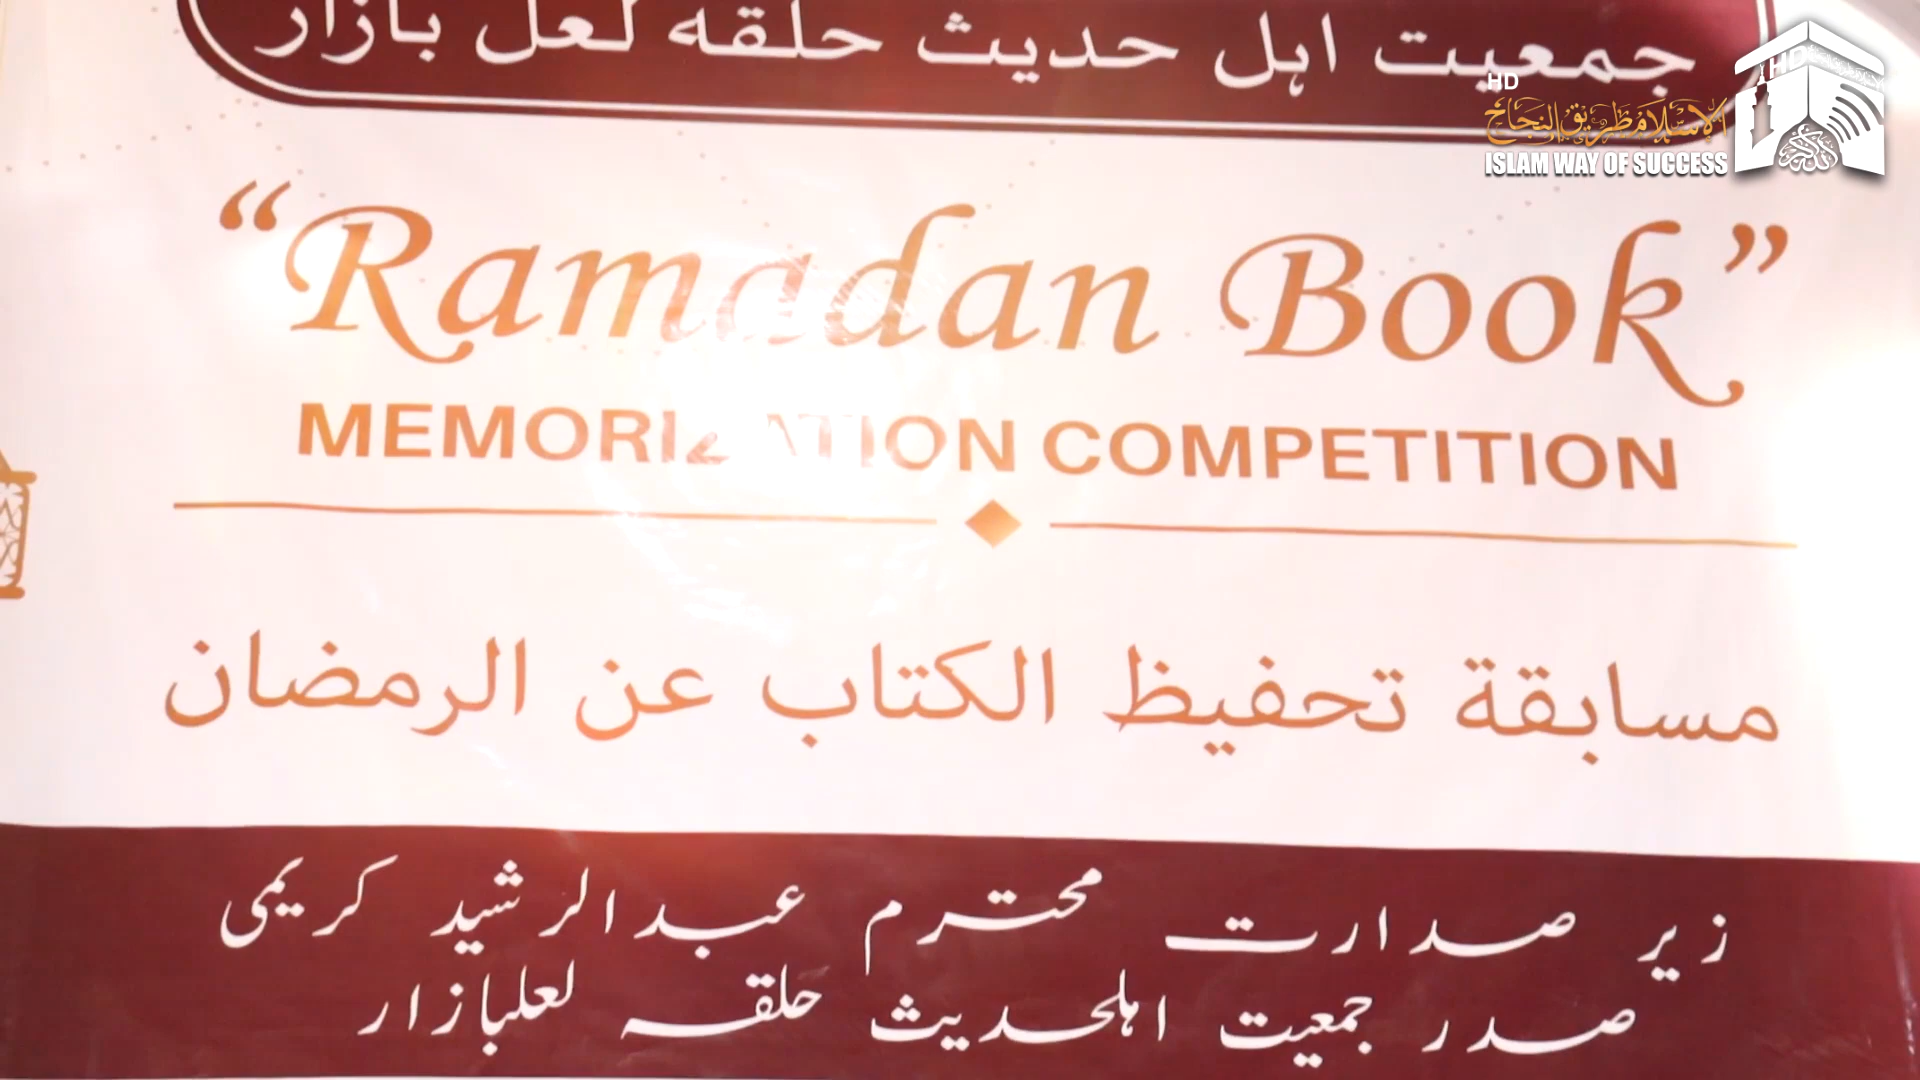 جمعیت اہل حدیث حلقہ لعل بازار
HD
HD
الإسلام طريق النجاح
ISLAM WAY OF SUCCESS
“Ramadan Book”
MEMORIZATION COMPETITION
مسابقة تحفيظ الكتاب عن الرمضان
زیر صدارت محترم عبدالرشید کریمی
صدر جمعیت اہلحدیث حلقہ لعلبازار